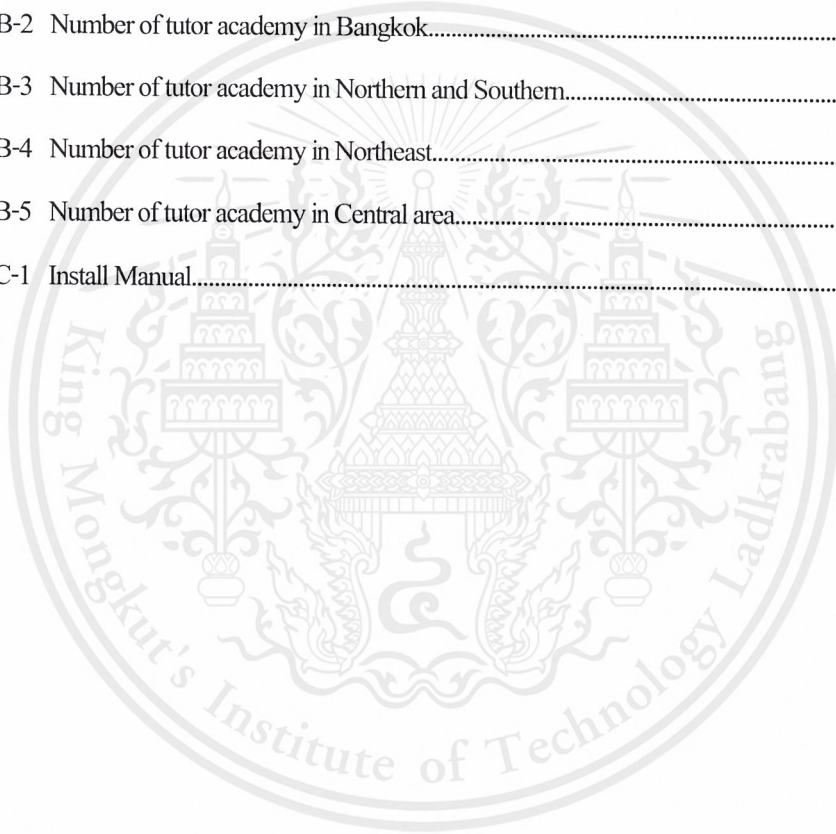 B-2 Number of tutor academy in Bangkok
B-3 Number of tutor academy in Northern and Southern
B-4 Number of tutor academy in Northeast
B-5 Number of tutor academy in Central area
C-1 Install Manual
King Mongkut's Institute of Technology Ladkrabang